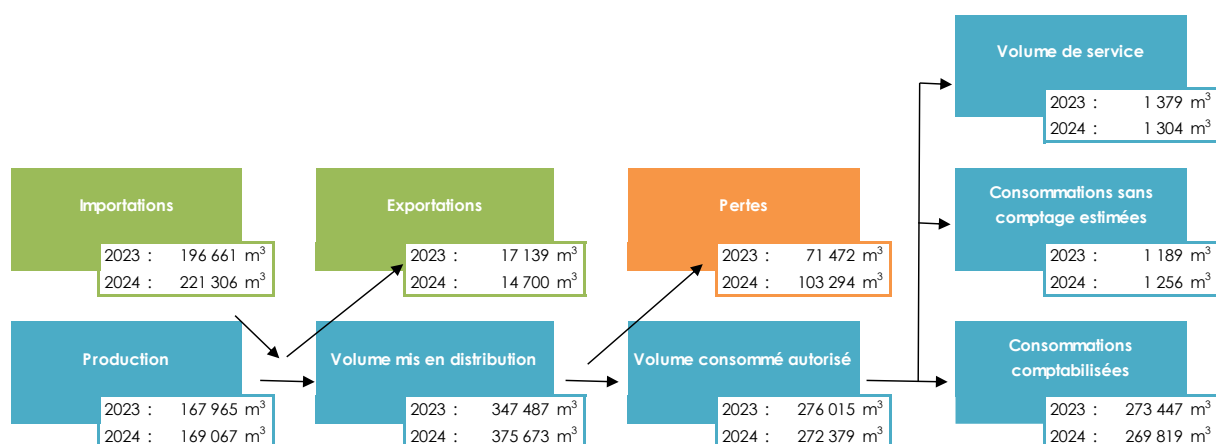 Volume de service
2023 : 1 379 m³
2024 : 1 304 m³
Importations
2023 : 196 661 m³
2024 : 221 306 m³
Exportations
2023 : 17 139 m³
2024 : 14 700 m³
Pertes
2023 : 71 472 m³
2024 : 103 294 m³
Consommations sans
comptage estimées
2023 : 1 189 m³
2024 : 1 256 m³
Production
2023 : 167 965 m³
2024 : 169 067 m³
Volume mis en distribution
2023 : 347 487 m³
2024 : 375 673 m³
Volume consommé autorisé
2023 : 276 015 m³
2024 : 272 379 m³
Consommations
comptabilisées
2023 : 273 447 m³
2024 : 269 819 m³